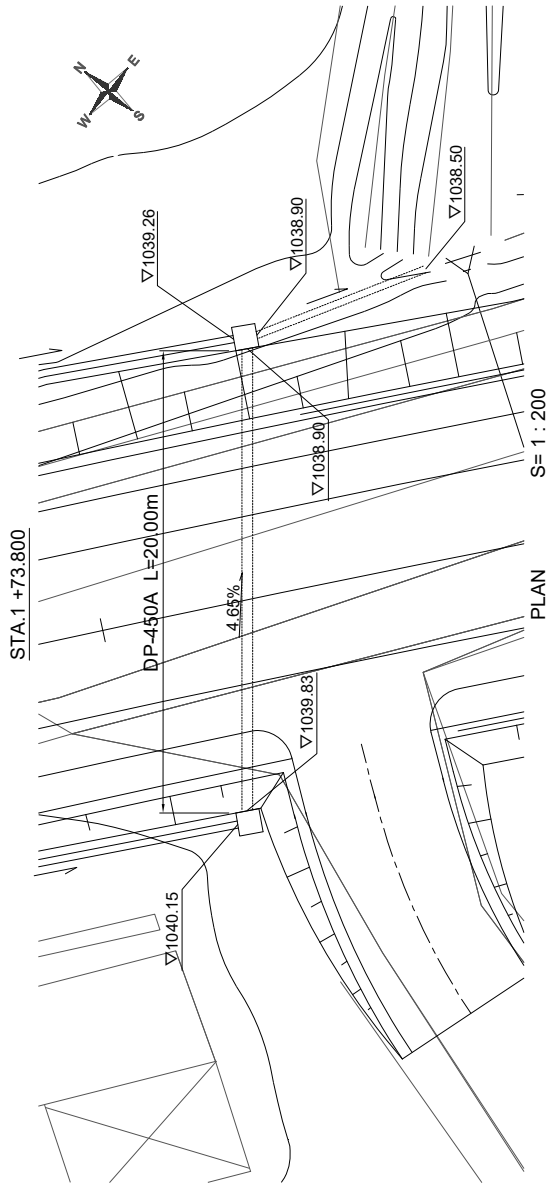 N
E
W
S
▽1039.26
▽1038.90
▽1038.50
STA.1 +73.800
DP-450A L=20.00m
▽1038.90
4.65%
▽1039.83
▽1040.15
PLAN
S= 1 : 200